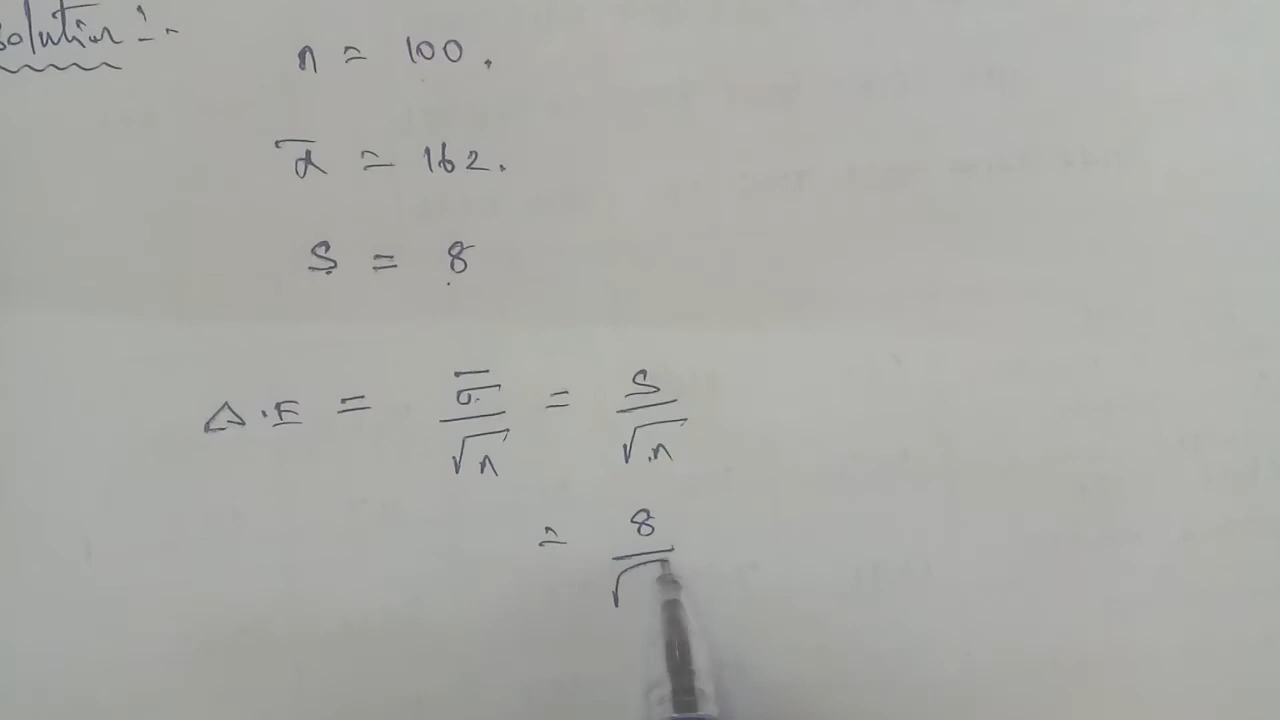 Solution :-
n = 100.
x̄ = 162.
S = 8
S.E = σ/√n = S/√n
= 8/√